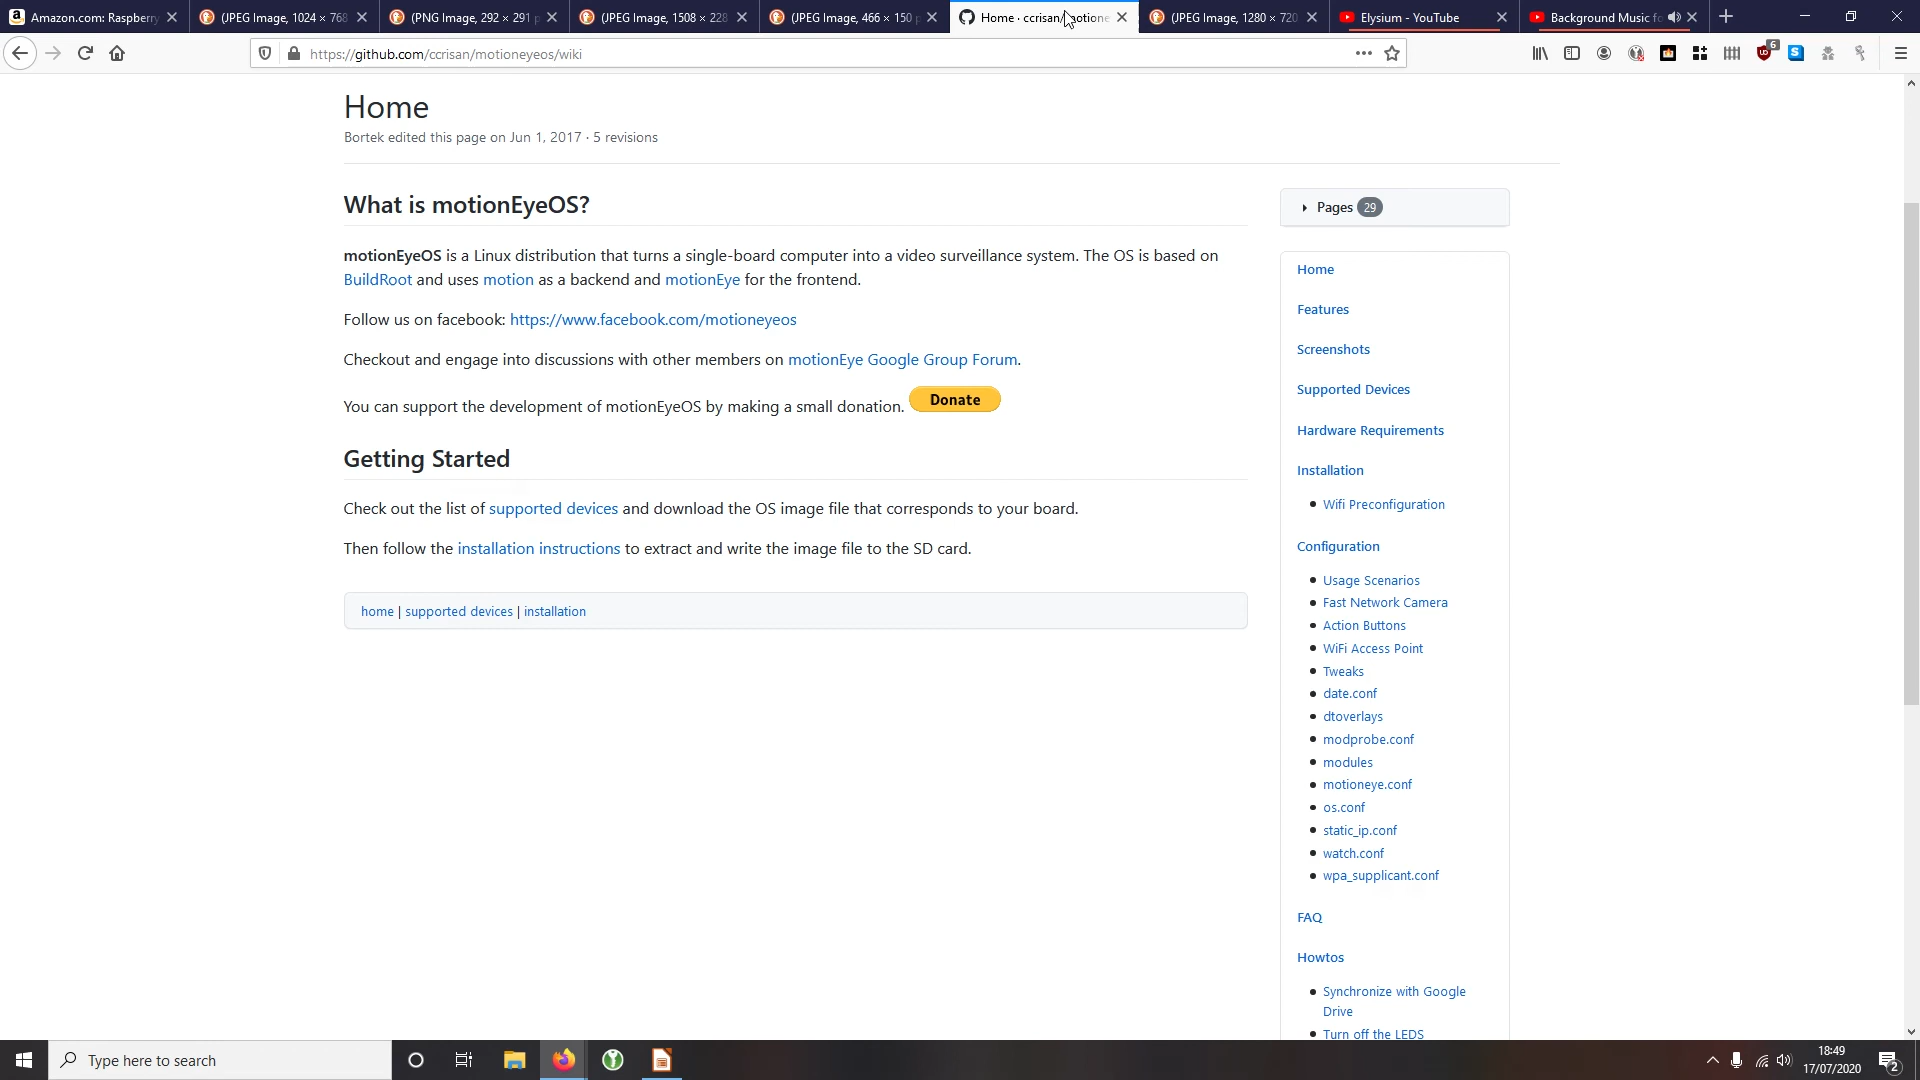 Amazon.com: Raspberry
(JPEG Image, 1024 × 768
(PNG Image, 292 × 291 p
(JPEG Image, 1508 × 228
(JPEG Image, 466 × 150 p
Home · ccrisan/motione
(JPEG Image, 1280 × 720
Elysium - YouTube
Background Music fo
https://github.com/ccrisan/motioneyeos/wiki
6
Home
Bortek edited this page on Jun 1, 2017 · 5 revisions
What is motionEyeOS?
motionEyeOS is a Linux distribution that turns a single-board computer into a video surveillance system. The OS is based on
BuildRoot and uses motion as a backend and motionEye for the frontend.
Follow us on facebook: https://www.facebook.com/motioneyeos
Checkout and engage into discussions with other members on motionEye Google Group Forum.
You can support the development of motionEyeOS by making a small donation. Donate
Getting Started
Check out the list of supported devices and download the OS image file that corresponds to your board.
Then follow the installation instructions to extract and write the image file to the SD card.
home | supported devices | installation
Pages 29
Home
Features
Screenshots
Supported Devices
Hardware Requirements
Installation
Wifi Preconfiguration
Configuration
Usage Scenarios
Fast Network Camera
Action Buttons
WiFi Access Point
Tweaks
date.conf
dtoverlays
modprobe.conf
modules
motioneye.conf
os.conf
static_ip.conf
watch.conf
wpa_supplicant.conf
FAQ
Howtos
Synchronize with Google
Drive
Turn off the LEDS
Type here to search
18:49
17/07/2020
2